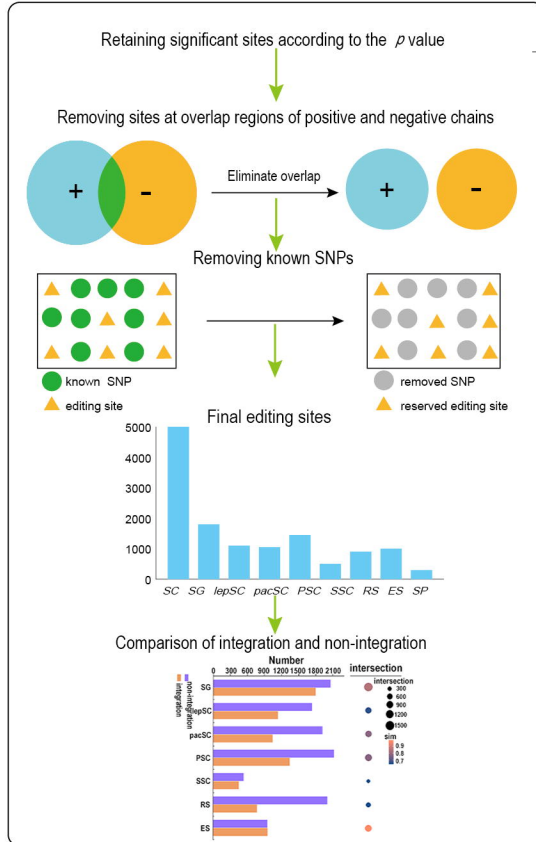 Retaining significant sites according to the p value
Removing sites at overlap regions of positive and negative chains
+ - Eliminate overlap + -
Removing known SNPs
known SNP removed SNP
editing site reserved editing site
Final editing sites
5000
4000
3000
2000
1000
0
SC SG lepSC pacSC PSC SSC RS ES SP
Comparison of integration and non-integration
Number
0 300 600 900 1200 1500 1800 2100
non-integration
integration
intersection
SG
lepSC
pacSC
PSC
SSC
RS
ES
intersection
300
600
900
1200
1500
sim
0.9
0.8
0.7